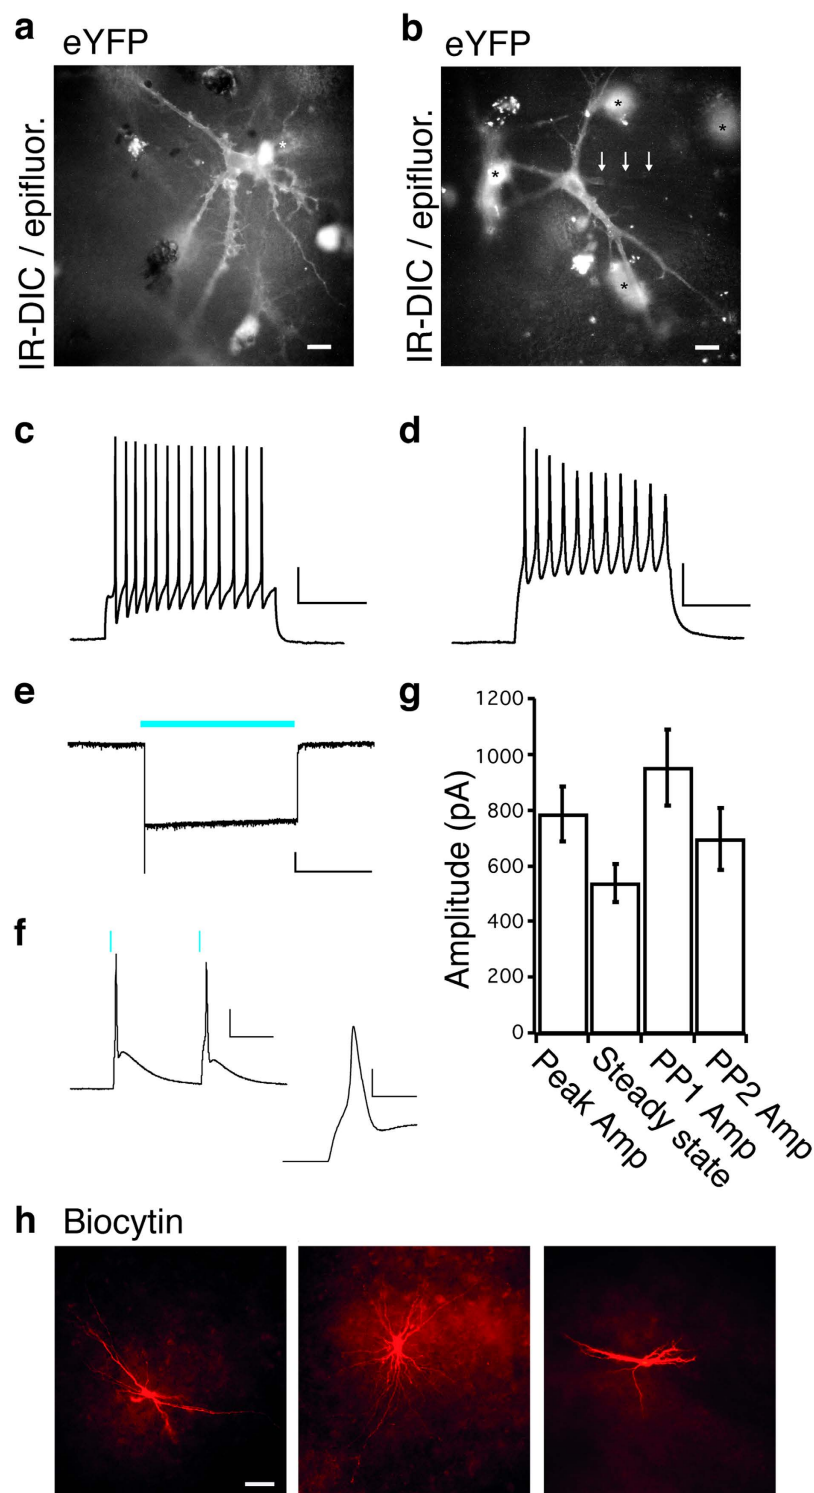 a
eYFP
IR-DIC / epifluor.
*
b
eYFP
IR-DIC / epifluor.
*
*
*
*
c
d
e
f
g
Amplitude (pA)
1200
1000
800
600
400
200
0
Peak Amp
Steady state
PP1 Amp
PP2 Amp
h
Biocytin